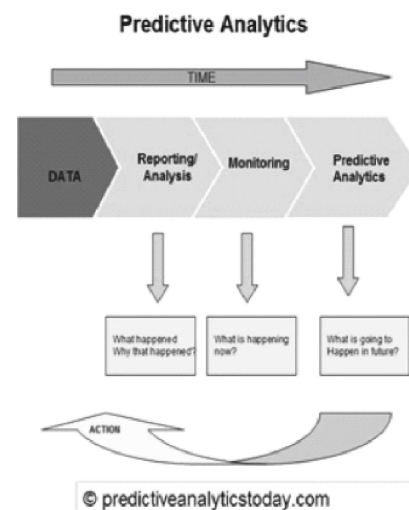 Predictive Analytics
TIME
DATA
Reporting/
Analysis
Monitoring
Predictive
Analytics
What happened
Why that happened?
What is happening
now?
What is going to
Happen in future?
ACTION
© predictiveanalyticstoday.com